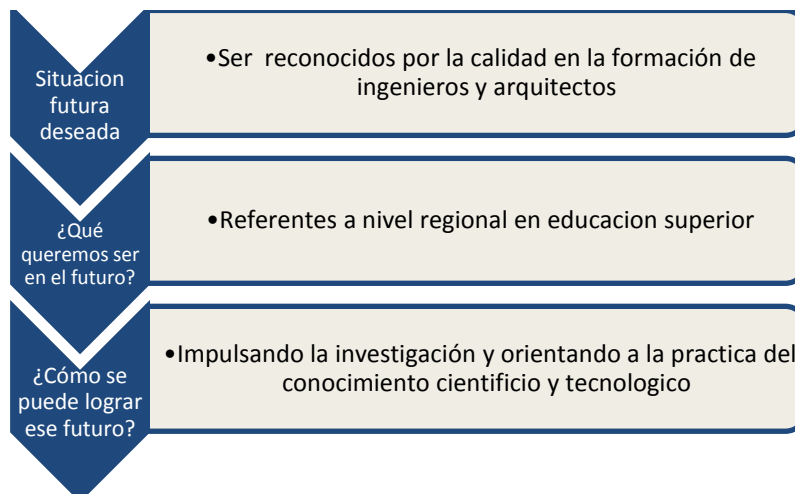 Situacion
futura
deseada
•Ser reconocidos por la calidad en la formación de
ingenieros y arquitectos
¿Qué
queremos ser
en el futuro?
•Referentes a nivel regional en educacion superior
¿Cómo se
puede lograr
ese futuro?
•Impulsando la investigación y orientando a la practica del
conocimiento cientificio y tecnologico